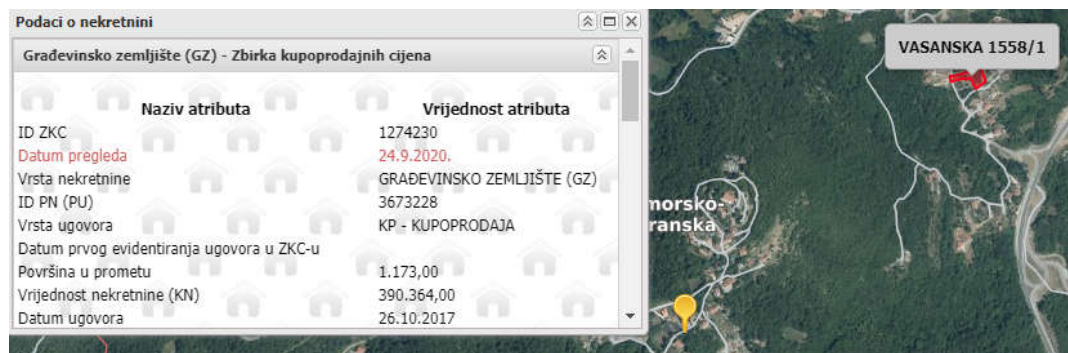 Podaci o nekretnini
Građevinsko zemljište (GZ) - Zbirka kupoprodajnih cijena
Naziv atributa Vrijednost atributa
ID ZKC 1274230
Datum pregleda 24.9.2020.
Vrsta nekretnine GRAĐEVINSKO ZEMLJIŠTE (GZ)
ID PN (PU) 3673228
Vrsta ugovora KP - KUPOPRODAJA
Datum prvog evidentiranja ugovora u ZKC-u
Površina u prometu 1.173,00
Vrijednost nekretnine (KN) 390.364,00
Datum ugovora 26.10.2017
VASANSKA 1558/1
morsko-
ranska